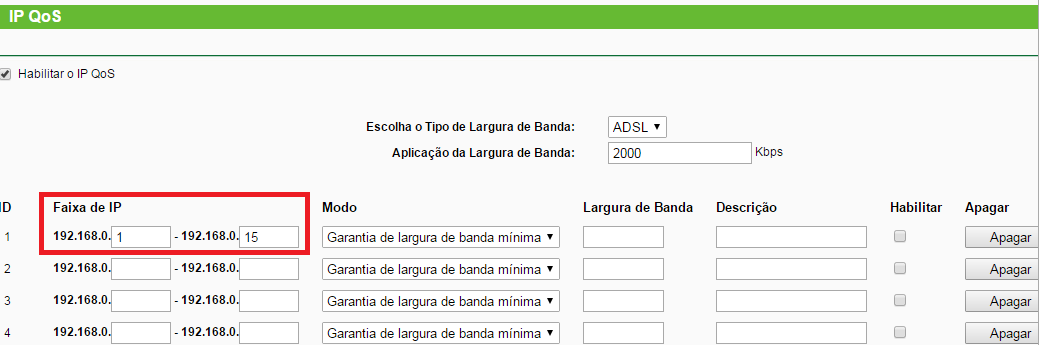 IP QoS
Habilitar o IP QoS
Escolha o Tipo de Largura de Banda: ADSL
Aplicação da Largura de Banda: 2000 Kbps
ID Faixa de IP Modo Largura de Banda Descrição Habilitar Apagar
1 192.168.0. 1 - 192.168.0. 15 Garantia de largura de banda mínima Apagar
2 192.168.0. - 192.168.0. Garantia de largura de banda mínima Apagar
3 192.168.0. - 192.168.0. Garantia de largura de banda mínima Apagar
4 192.168.0. - 192.168.0. Garantia de largura de banda mínima Apagar